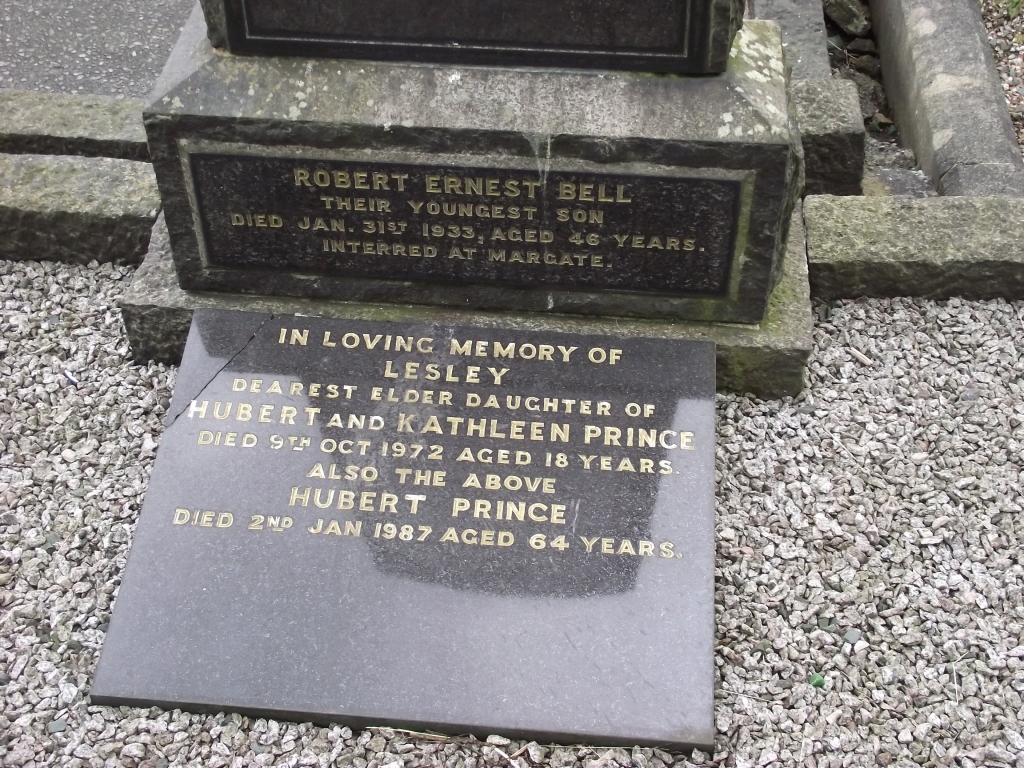 ROBERT ERNEST BELL
THEIR YOUNGEST SON
DIED JAN. 31ST 1933, AGED 46 YEARS.
INTERRED AT MARGATE.
IN LOVING MEMORY OF
LESLEY
DEAREST ELDER DAUGHTER OF
HUBERT AND KATHLEEN PRINCE
DIED 9TH OCT 1972 AGED 18 YEARS.
ALSO THE ABOVE
HUBERT PRINCE
DIED 2ND JAN 1987 AGED 64 YEARS.